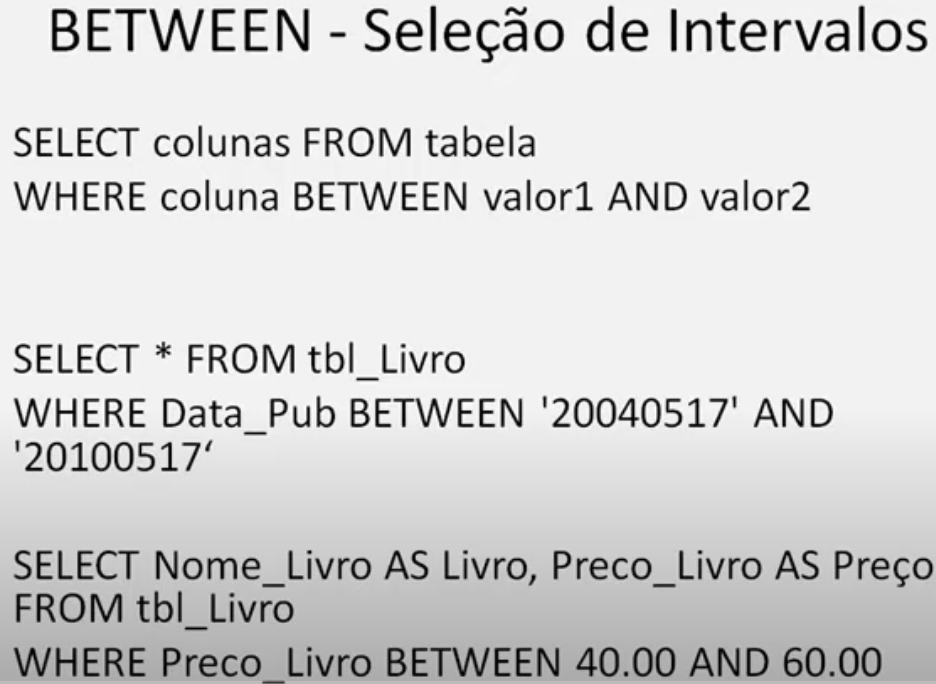 BETWEEN - Seleção de Intervalos
SELECT colunas FROM tabela
WHERE coluna BETWEEN valor1 AND valor2
SELECT * FROM tbl_Livro
WHERE Data_Pub BETWEEN '20040517' AND
'20100517‘
SELECT Nome_Livro AS Livro, Preco_Livro AS Preço
FROM tbl_Livro
WHERE Preco_Livro BETWEEN 40.00 AND 60.00